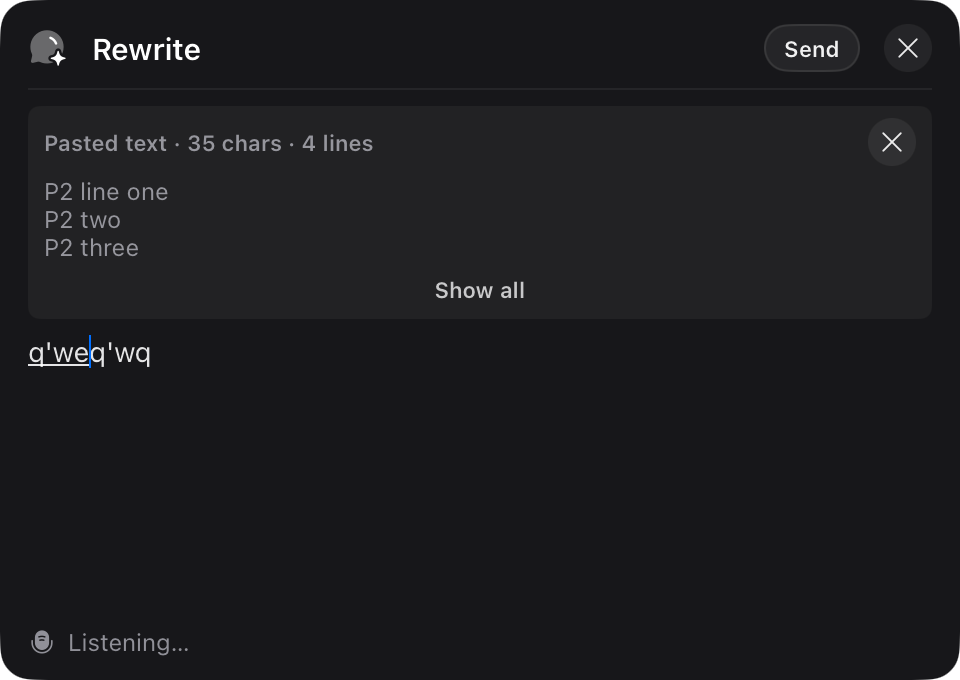 Rewrite
Send
Pasted text · 35 chars · 4 lines
P2 line one
P2 two
P2 three
Show all
q'weq'wq
Listening...